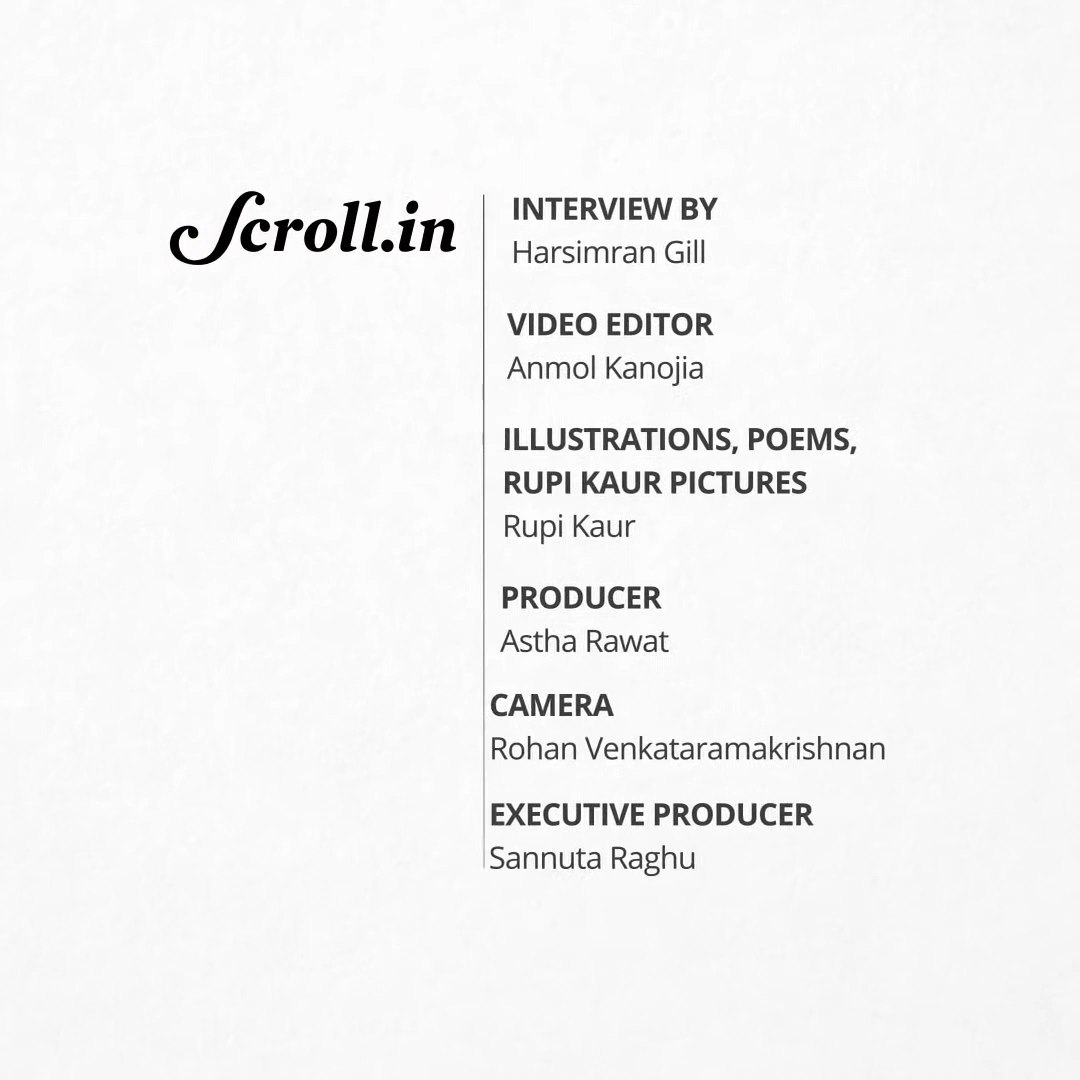 Scroll.in
INTERVIEW BY
Harsimran Gill
VIDEO EDITOR
Anmol Kanojia
ILLUSTRATIONS, POEMS,
RUPI KAUR PICTURES
Rupi Kaur
PRODUCER
Astha Rawat
CAMERA
Rohan Venkataramakrishnan
EXECUTIVE PRODUCER
Sannuta Raghu